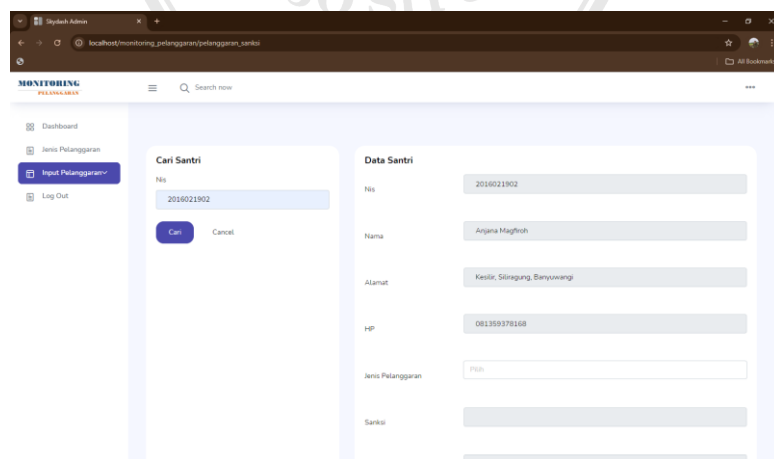 Skydash Admin
localhost/monitoring_pelanggaran/pelanggaran_sanksi
All Bookmarks
MONITORING
PELANGGARAN
Search now
Dashboard
Jenis Pelanggaran
Input Pelanggaran
Log Out
Cari Santri
Nis
2016021902
Cari
Cancel
Data Santri
Nis
2016021902
Nama
Anjana Magfiroh
Alamat
Kesilir, Siliragung, Banyuwangi
HP
081359378168
Jenis Pelanggaran
Pilih
Sanksi